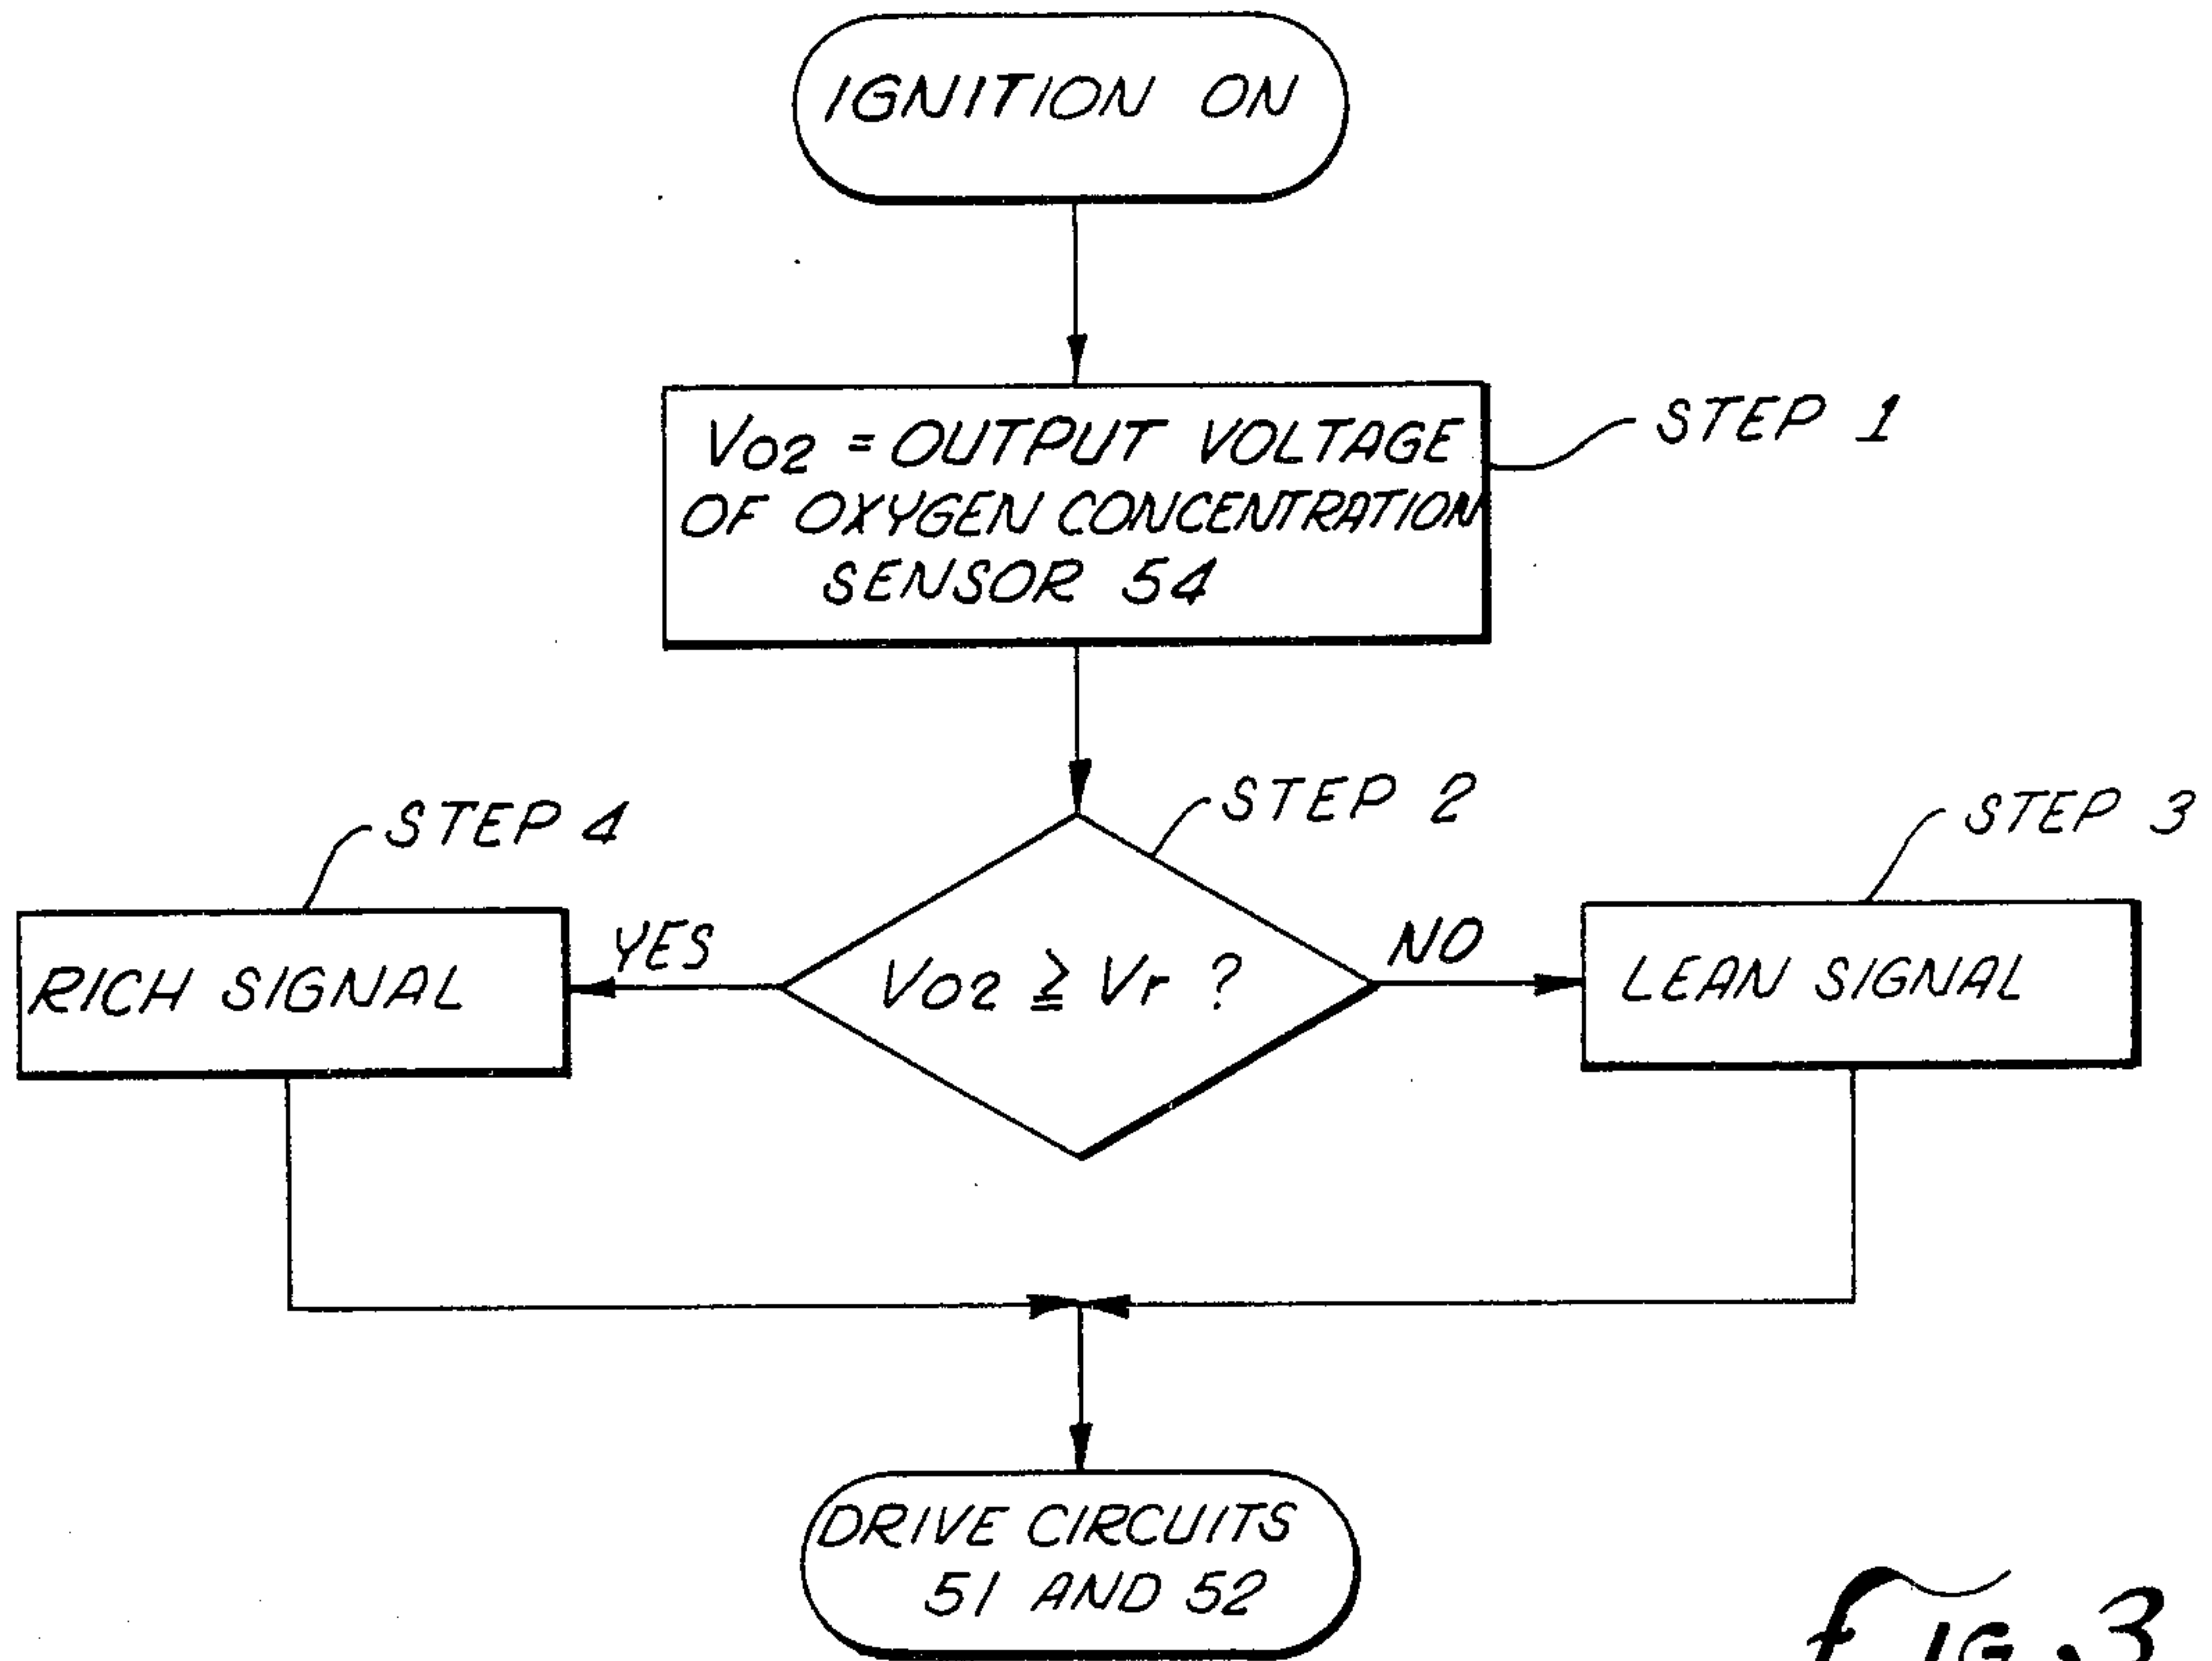 IGNITION ON
VO2 = OUTPUT VOLTAGE
OF OXYGEN CONCENTRATION
SENSOR 54
STEP 1
STEP 2
STEP 4
STEP 3
RICH SIGNAL
YES
VO2 ≧ Vr ?
NO
LEAN SIGNAL
DRIVE CIRCUITS
51 AND 52
FIG. 3